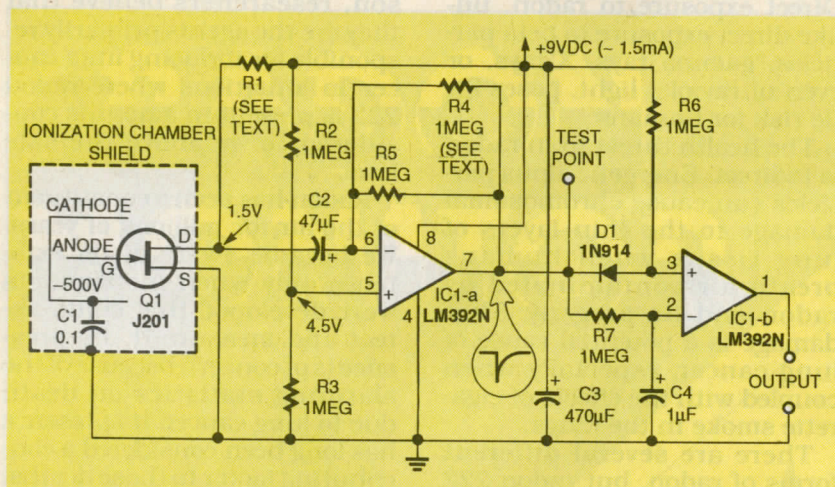 +9VDC (~ 1.5mA)
R1
(SEE
TEXT)
R2
1MEG
R4
1MEG
(SEE
TEXT)
R5
1MEG
R6
1MEG
TEST
POINT
IONIZATION CHAMBER
SHIELD
CATHODE
ANODE
G
D
S
-500V
Q1
J201
C1
0.1
1.5V
C2
47µF
+
6
5
8
7
4
-
+
IC1-a
LM392N
4.5V
R3
1MEG
D1
1N914
R7
1MEG
3
2
+
-
1
IC1-b
LM392N
OUTPUT
+
C3
470µF
+
C4
1µF